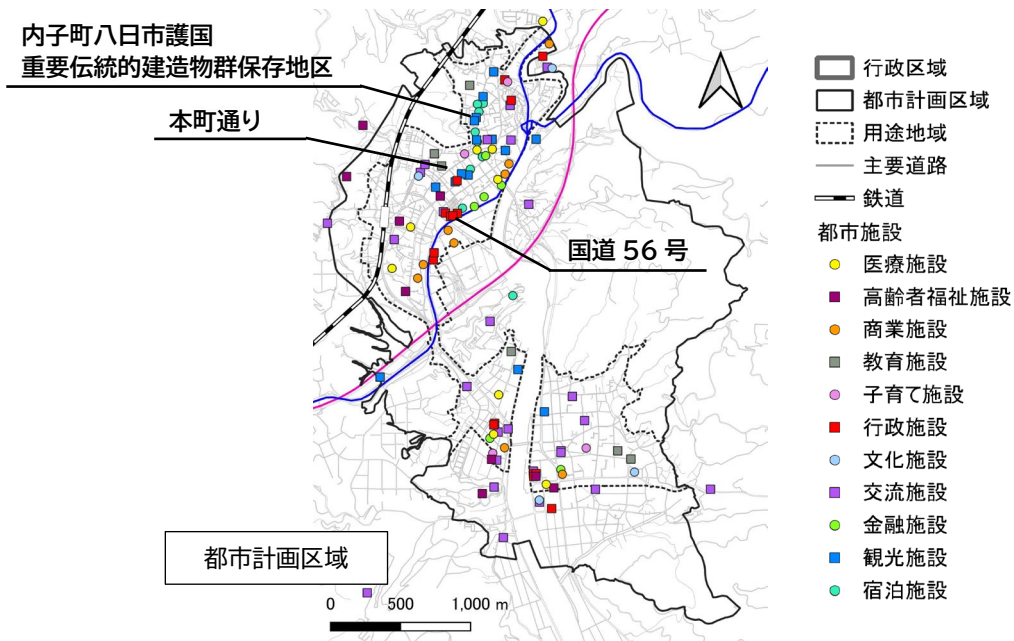 内子町八日市護国
重要伝統的建造物群保存地区
本町通り
国道 56 号
都市計画区域
0 500 1,000 m
行政区域
都市計画区域
用途地域
主要道路
鉄道
都市施設
医療施設
高齢者福祉施設
商業施設
教育施設
子育て施設
行政施設
文化施設
交流施設
金融施設
観光施設
宿泊施設